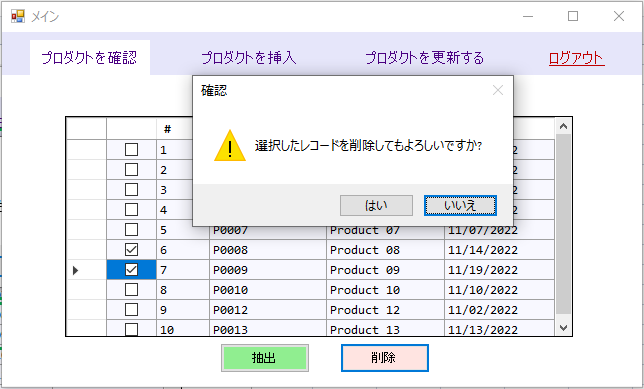 メイン
プロダクトを確認 プロダクトを挿入 プロダクトを更新する ログアウト
確認
選択したレコードを削除してもよろしいですか?
はい いいえ
#
1
2
3
4
5 P0007 Product 07 11/07/2022
6 P0008 Product 08 11/14/2022
7 P0009 Product 09 11/19/2022
8 P0010 Product 10 11/10/2022
9 P0012 Product 12 11/02/2022
10 P0013 Product 13 11/13/2022
抽出 削除